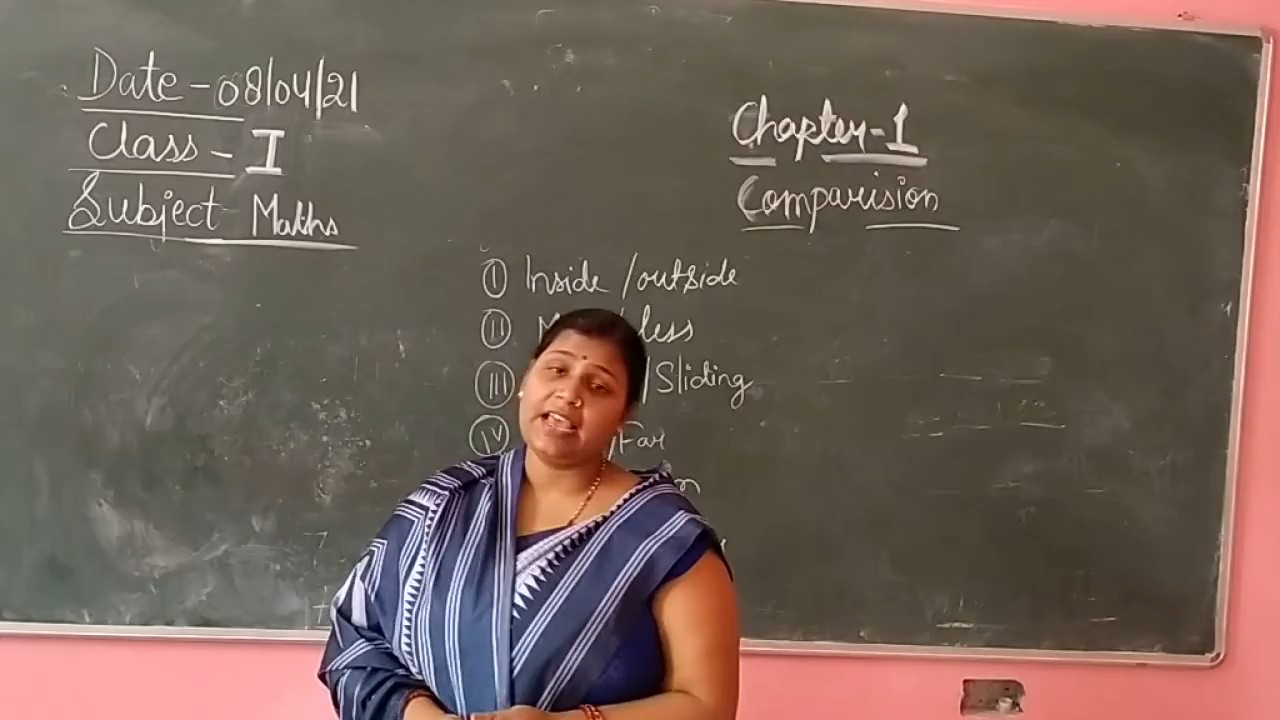 Date - 08/04/21
Class - I
Subject Maths
Chapter-1
Comparision
I Inside / outside
II / less
III / Sliding
IV / Far